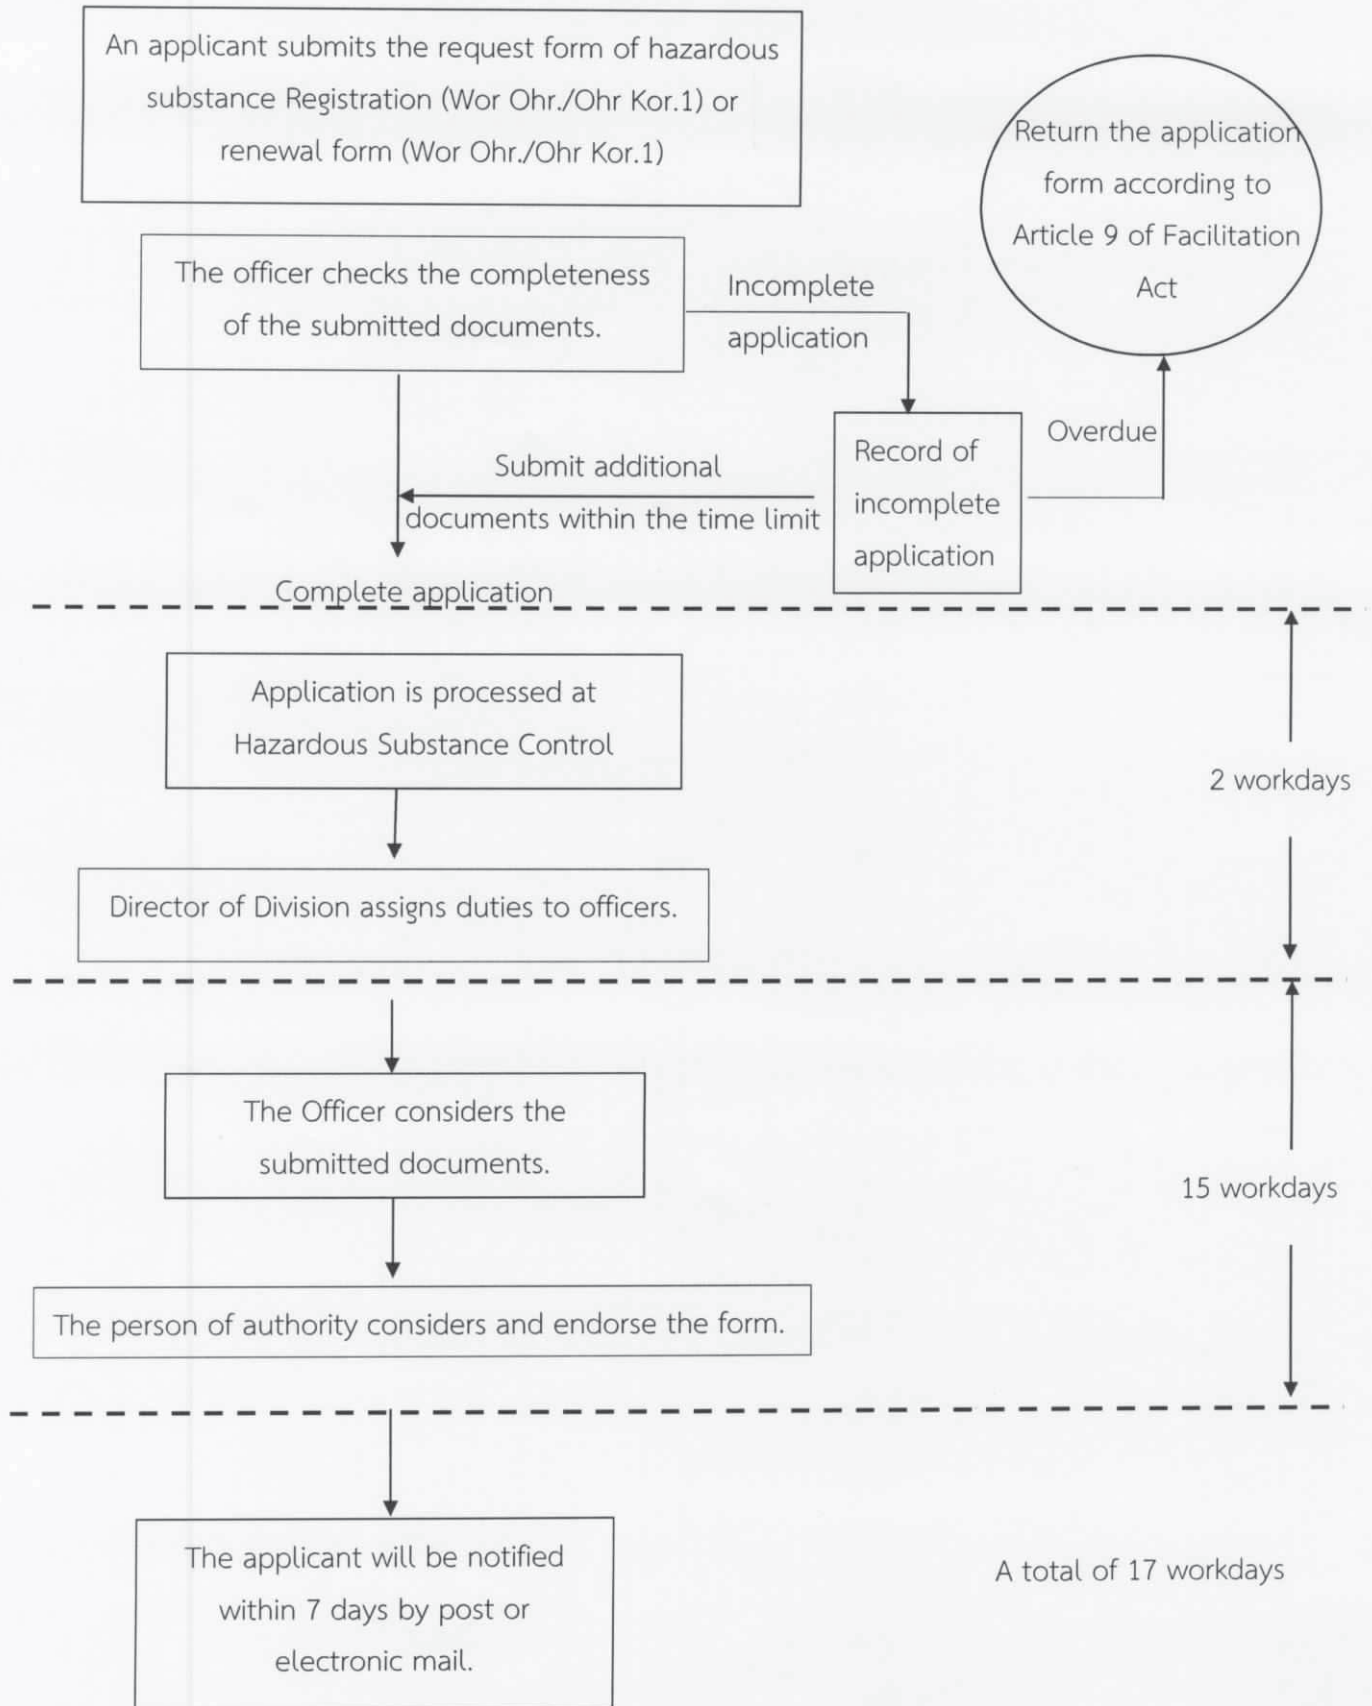 An applicant submits the request form of hazardous
substance Registration (Wor Ohr./Ohr Kor.1) or
renewal form (Wor Ohr./Ohr Kor.1)
Return the application
form according to
Article 9 of Facilitation
Act
The officer checks the completeness
of the submitted documents.
Incomplete
application
Overdue
Record of
incomplete
application
Submit additional
documents within the time limit
Complete application
Application is processed at
Hazardous Substance Control
2 workdays
Director of Division assigns duties to officers.
The Officer considers the
submitted documents.
15 workdays
The person of authority considers and endorse the form.
The applicant will be notified
within 7 days by post or
electronic mail.
A total of 17 workdays